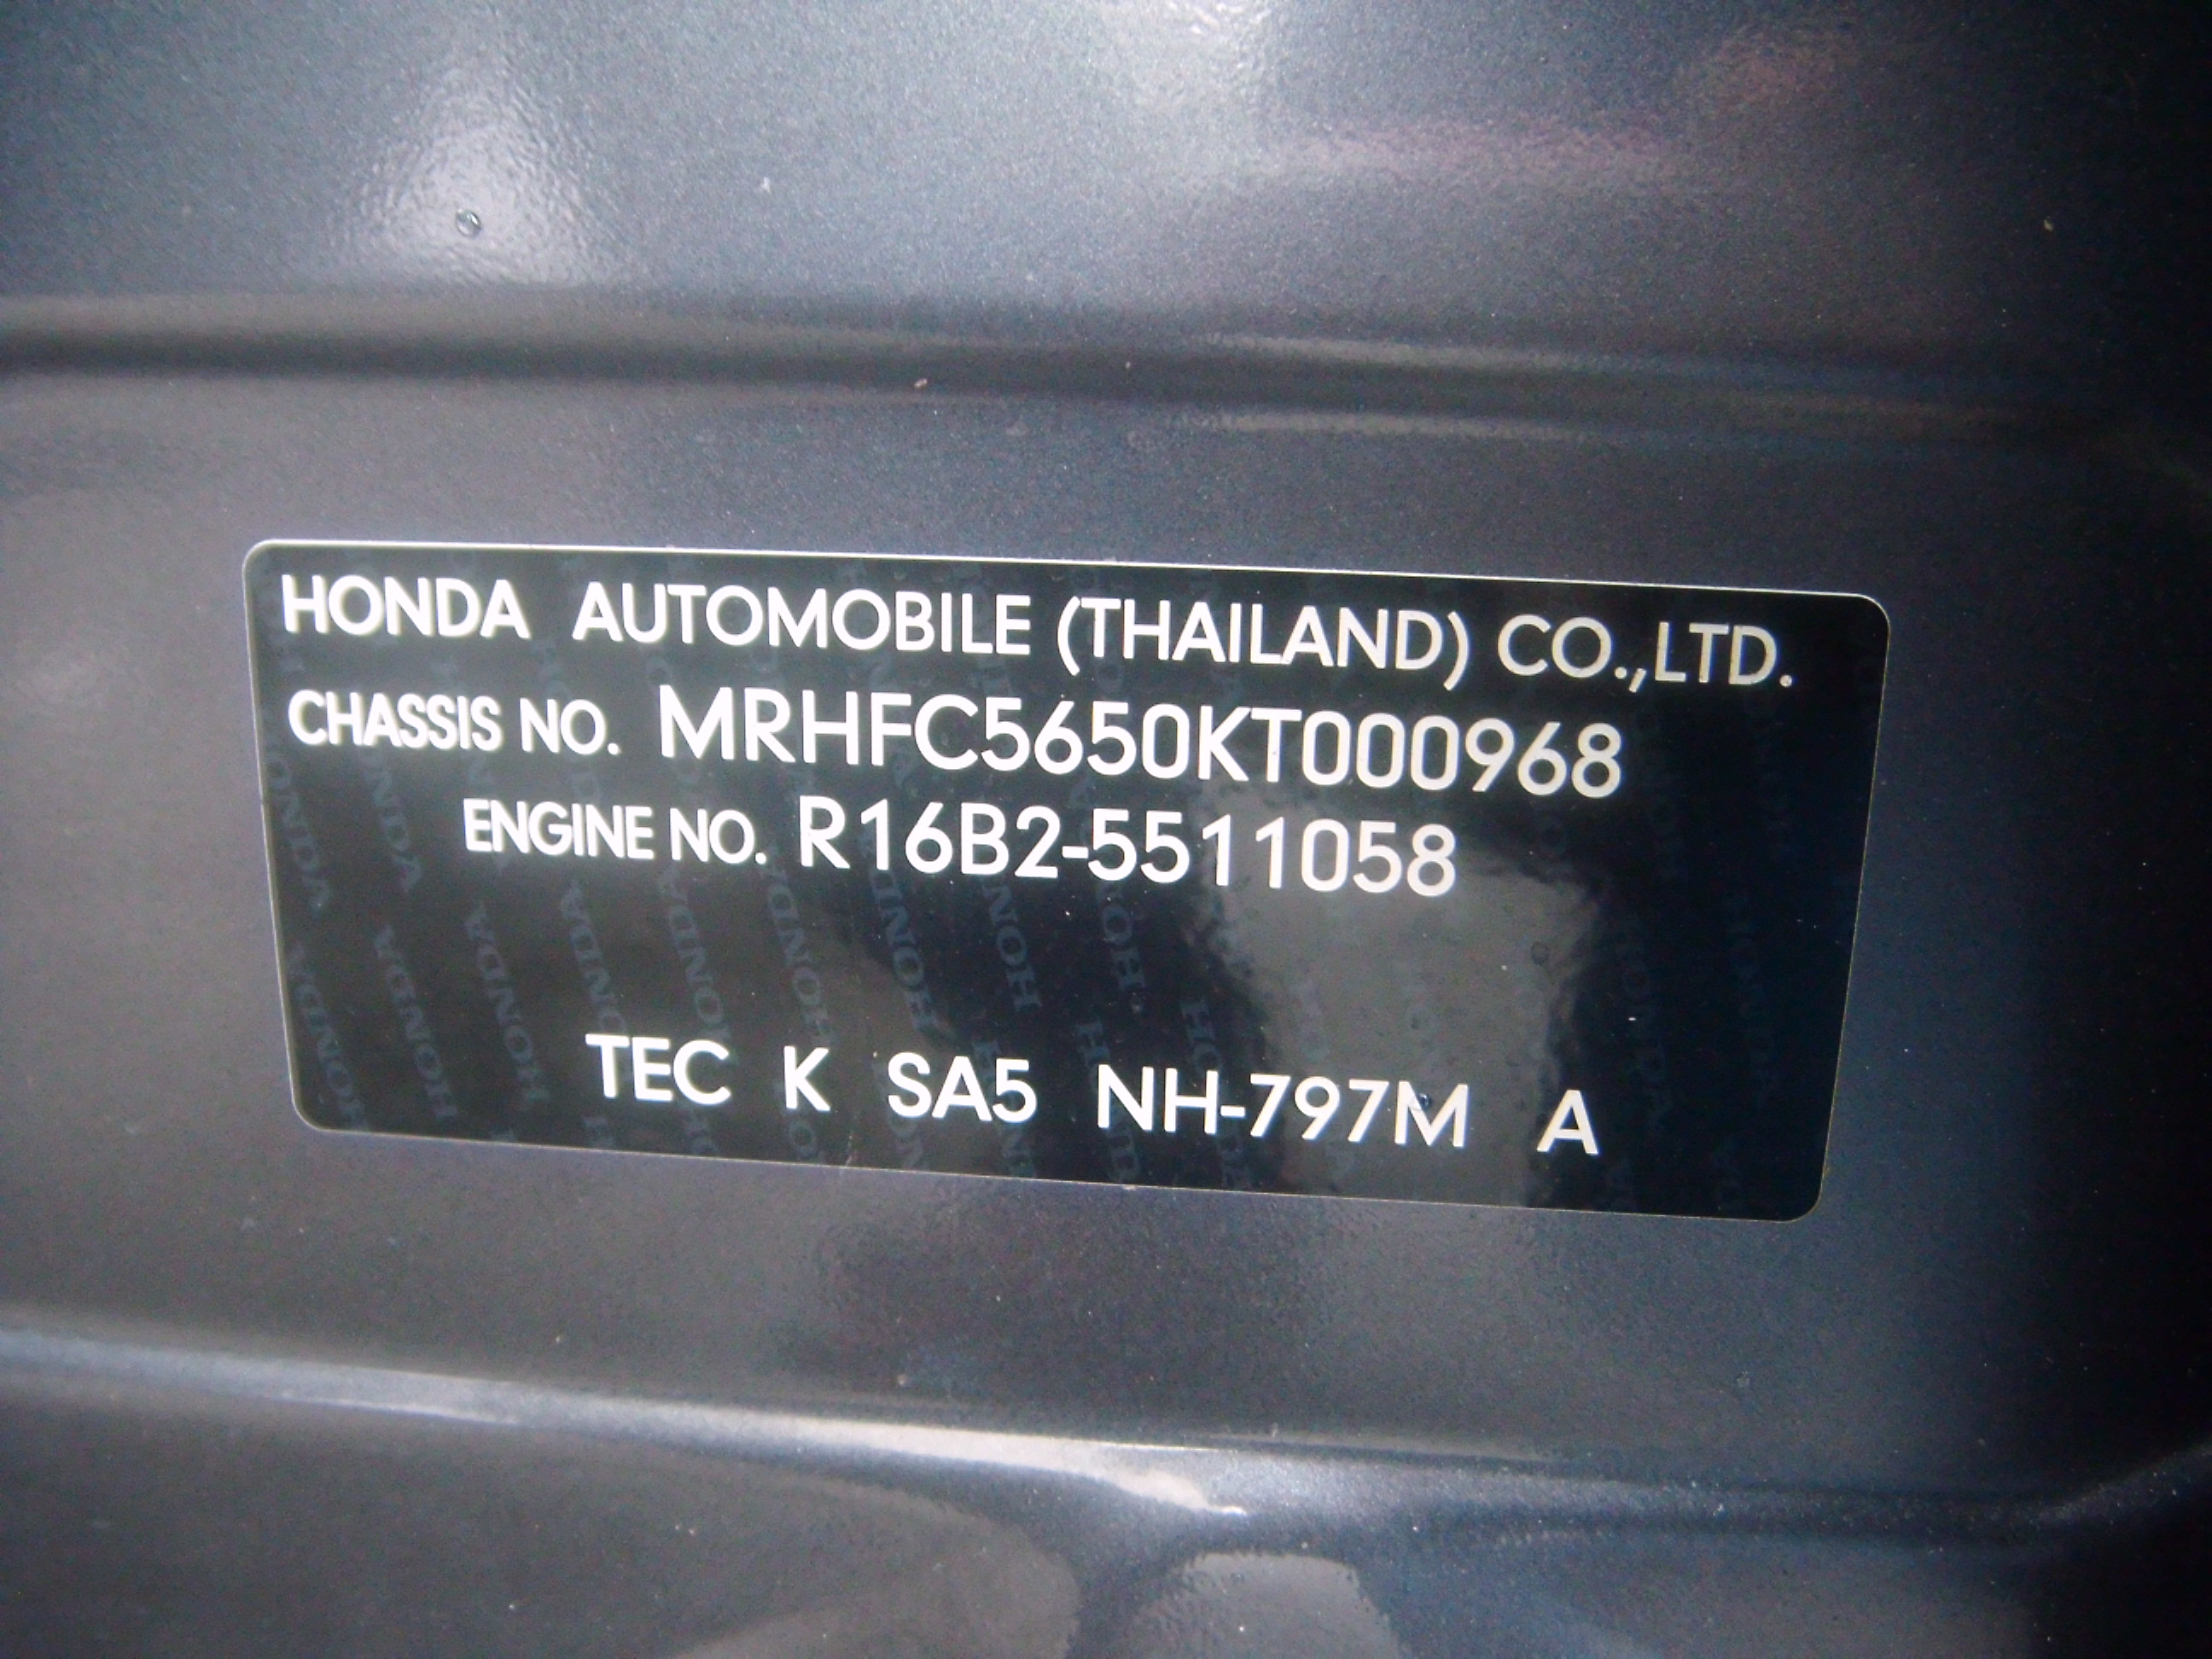 HONDA AUTOMOBILE (THAILAND) CO.,LTD.
CHASSIS NO. MRHFC5650KT000968
ENGINE NO. R16B2-5511058
TEC K SA5 NH-797M A